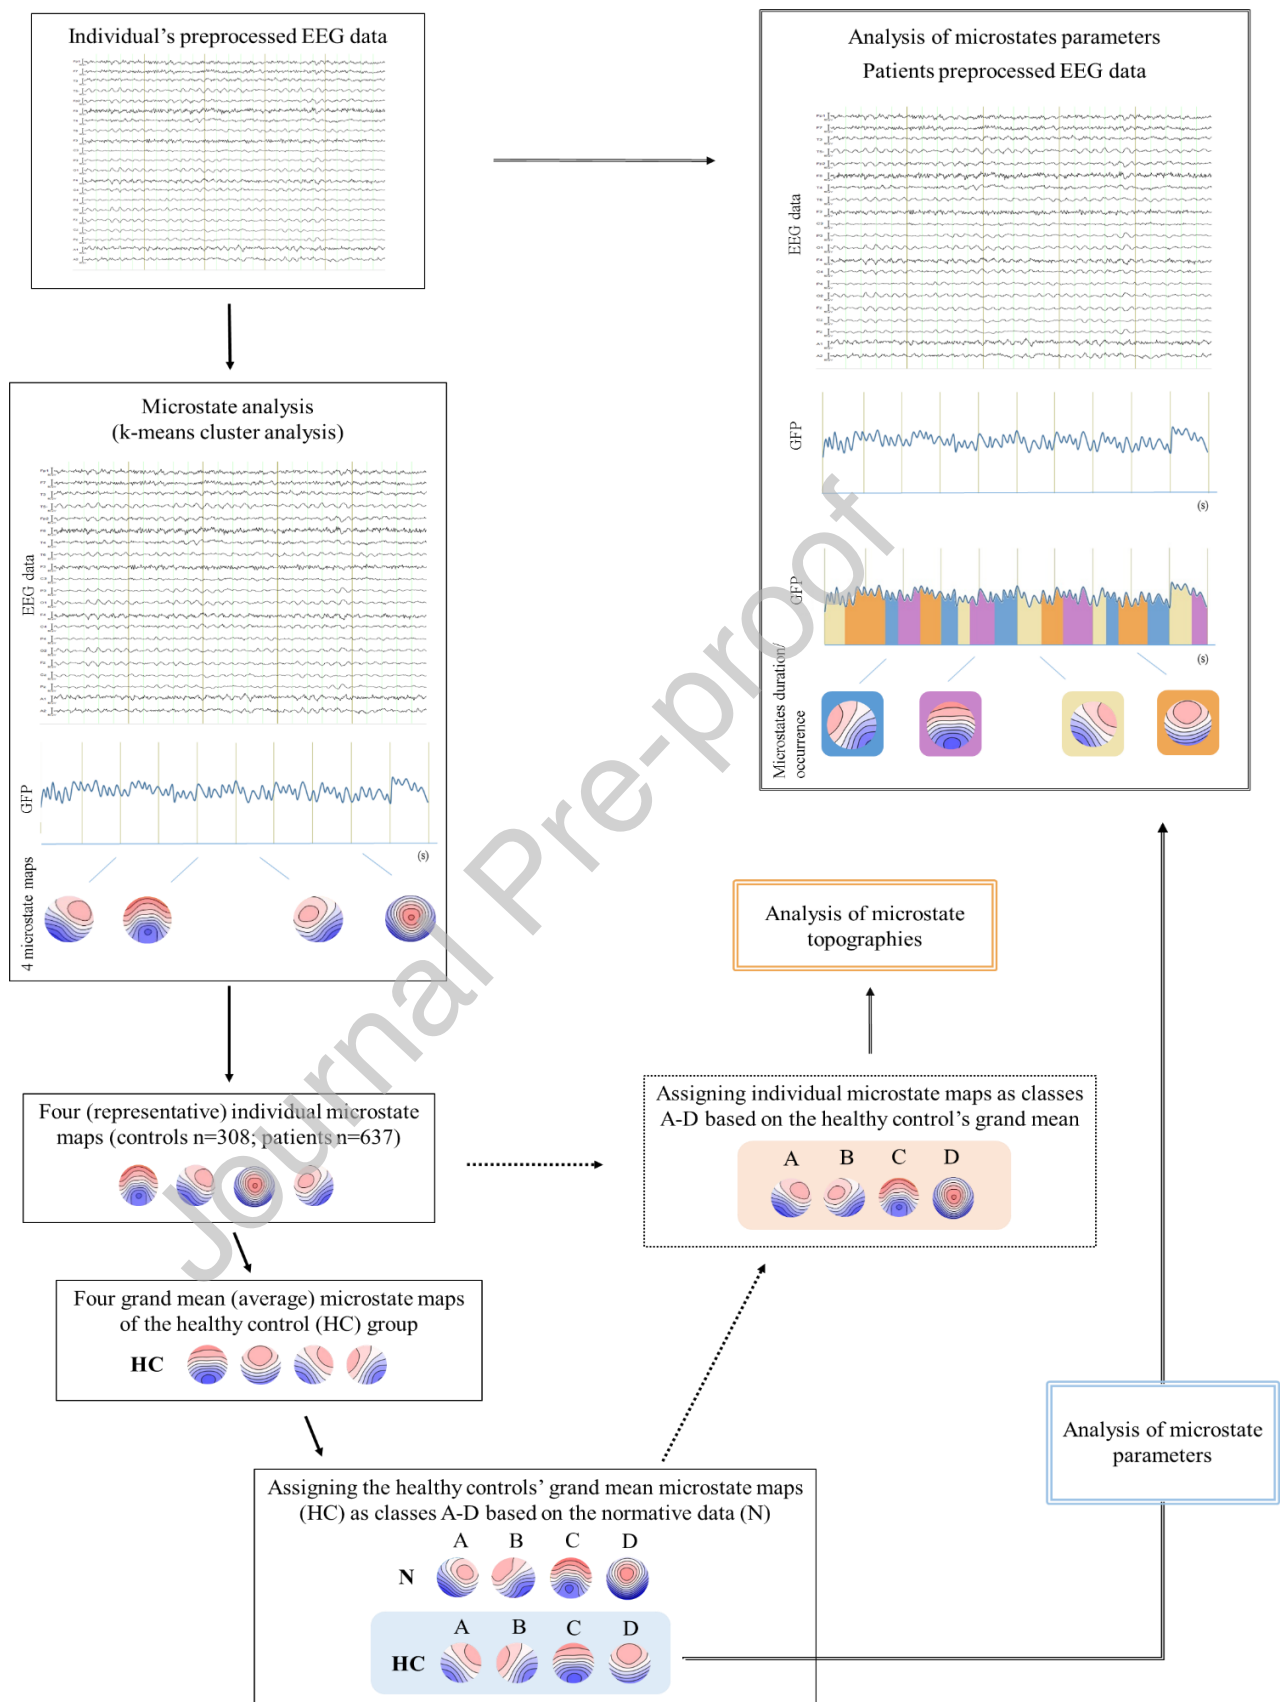 Individual's preprocessed EEG data
Analysis of microstates parameters
Patients preprocessed EEG data
EEG data
GFP
(s)
GFP
(s)
Microstates duration/
occurrence
Microstate analysis
(k-means cluster analysis)
EEG data
GFP
(s)
4 microstate maps
Analysis of microstate
topographies
Four (representative) individual microstate
maps (controls n=308; patients n=637)
Assigning individual microstate maps as classes
A-D based on the healthy control's grand mean
A B C D
Four grand mean (average) microstate maps
of the healthy control (HC) group
HC
Analysis of microstate
parameters
Assigning the healthy controls' grand mean microstate maps
(HC) as classes A-D based on the normative data (N)
A B C D
N
A B C D
HC
Journal Pre-proof